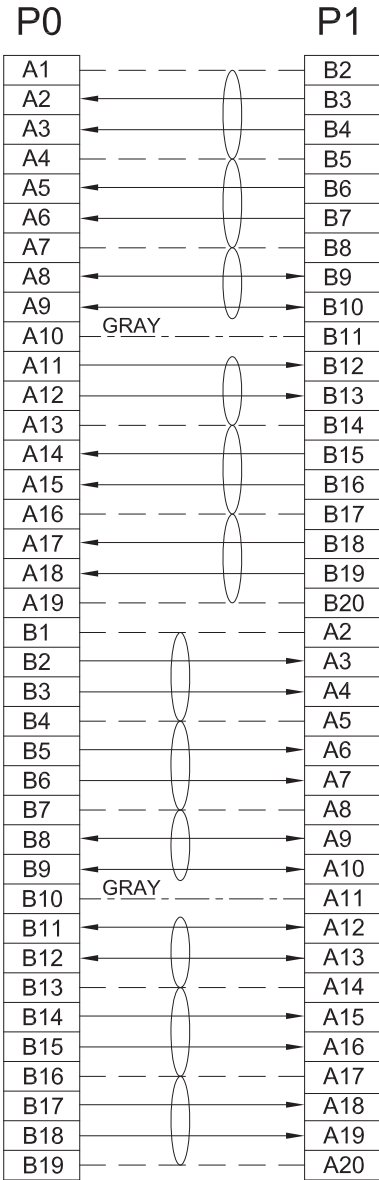 P0 P1
A1 B2
A2 B3
A3 B4
A4 B5
A5 B6
A6 B7
A7 B8
A8 B9
A9 B10
GRAY
A10 B11
A11 B12
A12 B13
A13 B14
A14 B15
A15 B16
A16 B17
A17 B18
A18 B19
A19 B20
B1 A2
B2 A3
B3 A4
B4 A5
B5 A6
B6 A7
B7 A8
B8 A9
B9 A10
GRAY
B10 A11
B11 A12
B12 A13
B13 A14
B14 A15
B15 A16
B16 A17
B17 A18
B18 A19
B19 A20